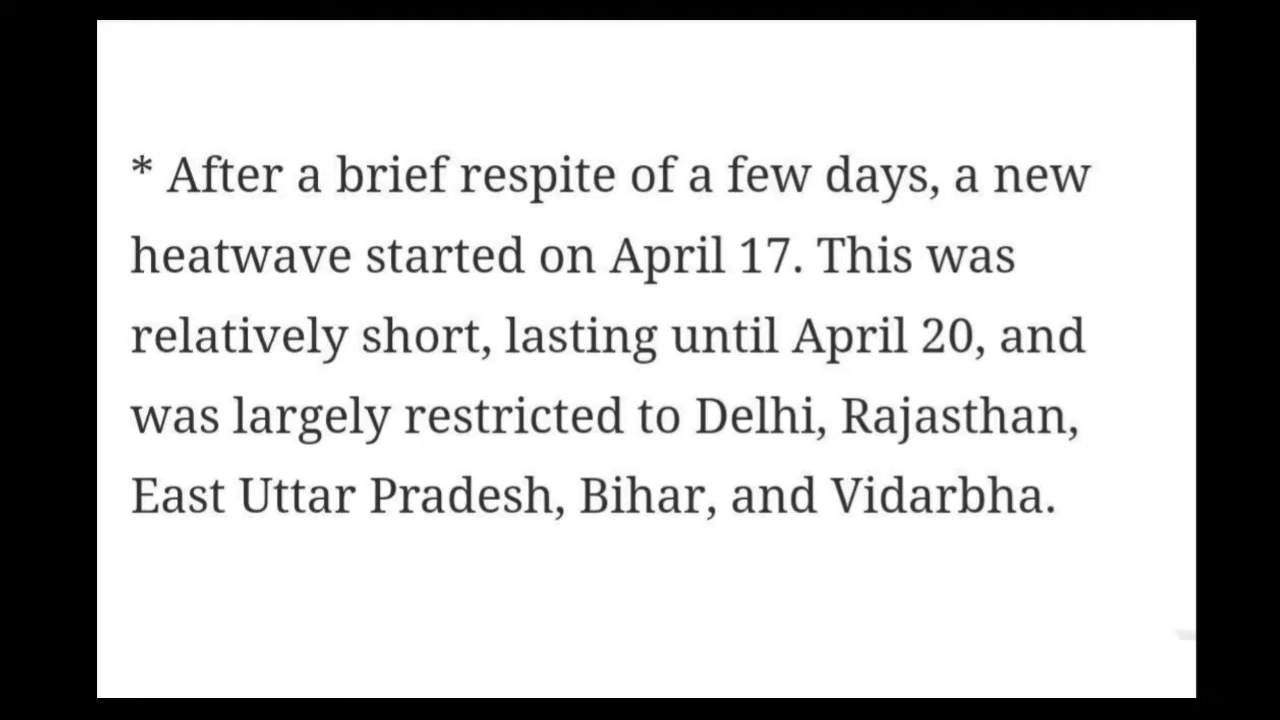 * After a brief respite of a few days, a new
heatwave started on April 17. This was
relatively short, lasting until April 20, and
was largely restricted to Delhi, Rajasthan,
East Uttar Pradesh, Bihar, and Vidarbha.